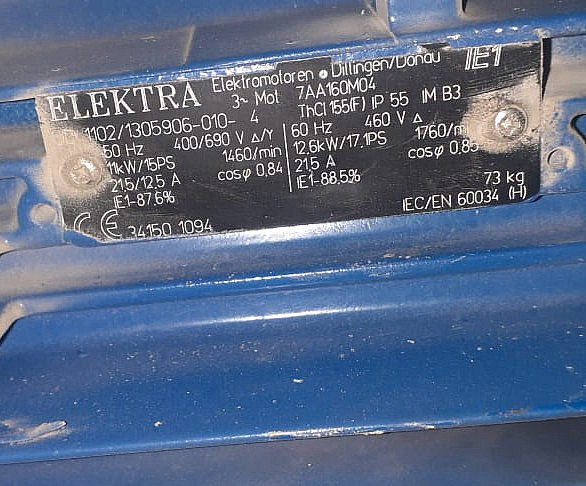 ELEKTRA Elektromotoren • Dillingen/Donau IE1
3~ Mot 7AA160M04
1102/1305906-010- 4 ThCl 155(F) IP 55 IM B3
50 Hz 400/690 V Δ/Y 60 Hz 460 V Δ
11kW/15PS 1460/min 12.6kW/17.1PS 1760/min
21.5/12.5 A cosφ 0.84 21.5 A cosφ 0.85
IE1-87.6% IE1-88.5% 73 kg
IEC/EN 60034 (H)
CE 34150 1094